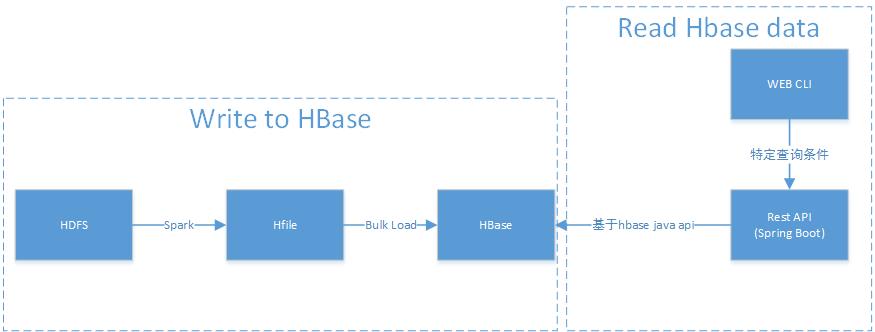 Read Hbase data
WEB CLI
Write to HBase
特定查询条件
HDFS
Spark
Hfile
Bulk Load
HBase
基于hbase java api
Rest API
(Spring Boot)